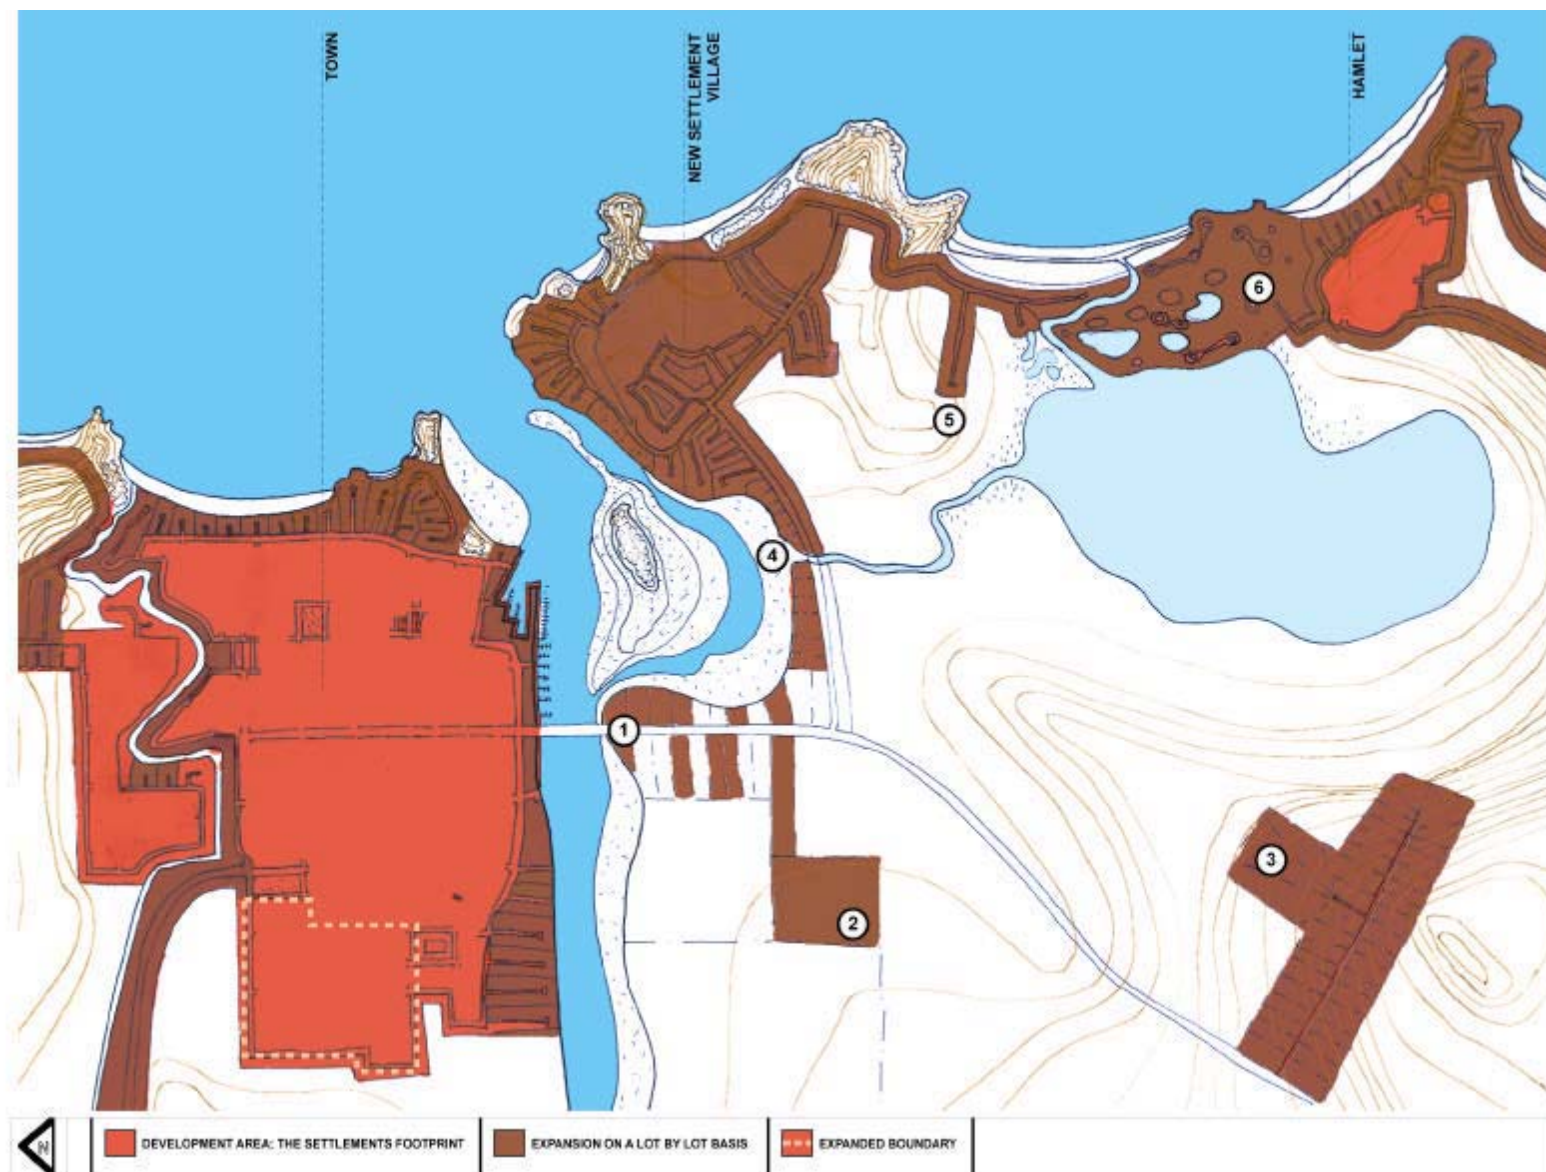 TOWN
NEW SETTLEMENT
VILLAGE
HAMLET
6
5
4
1
3
2
N
DEVELOPMENT AREA: THE SETTLEMENTS FOOTPRINT
EXPANSION ON A LOT BY LOT BASIS
EXPANDED BOUNDARY